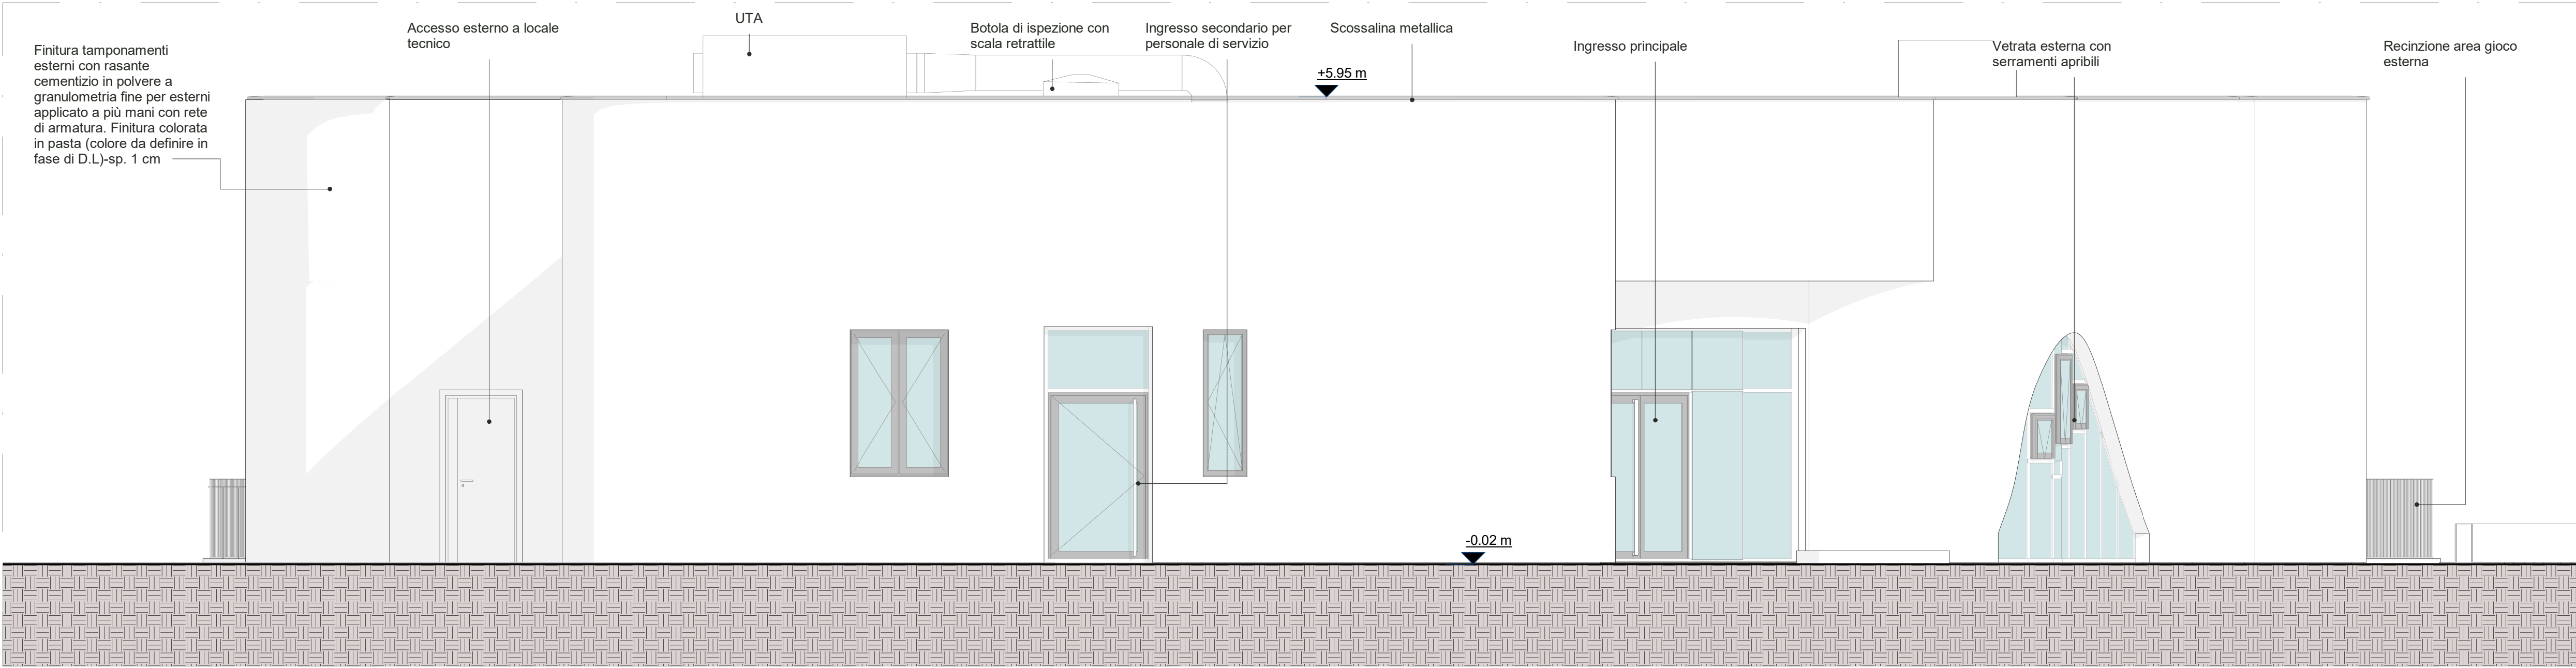 Finitura tamponamenti
esterni con rasante
cementizio in polvere a
granulometria fine per esterni
applicato a più mani con rete
di armatura. Finitura colorata
in pasta (colore da definire in
fase di D.L)-sp. 1 cm
Accesso esterno a locale
tecnico
UTA
Botola di ispezione con
scala retrattile
Ingresso secondario per
personale di servizio
Scossalina metallica
+5.95 m
Ingresso principale
Vetrata esterna con
serramenti apribili
Recinzione area gioco
esterna
-0.02 m